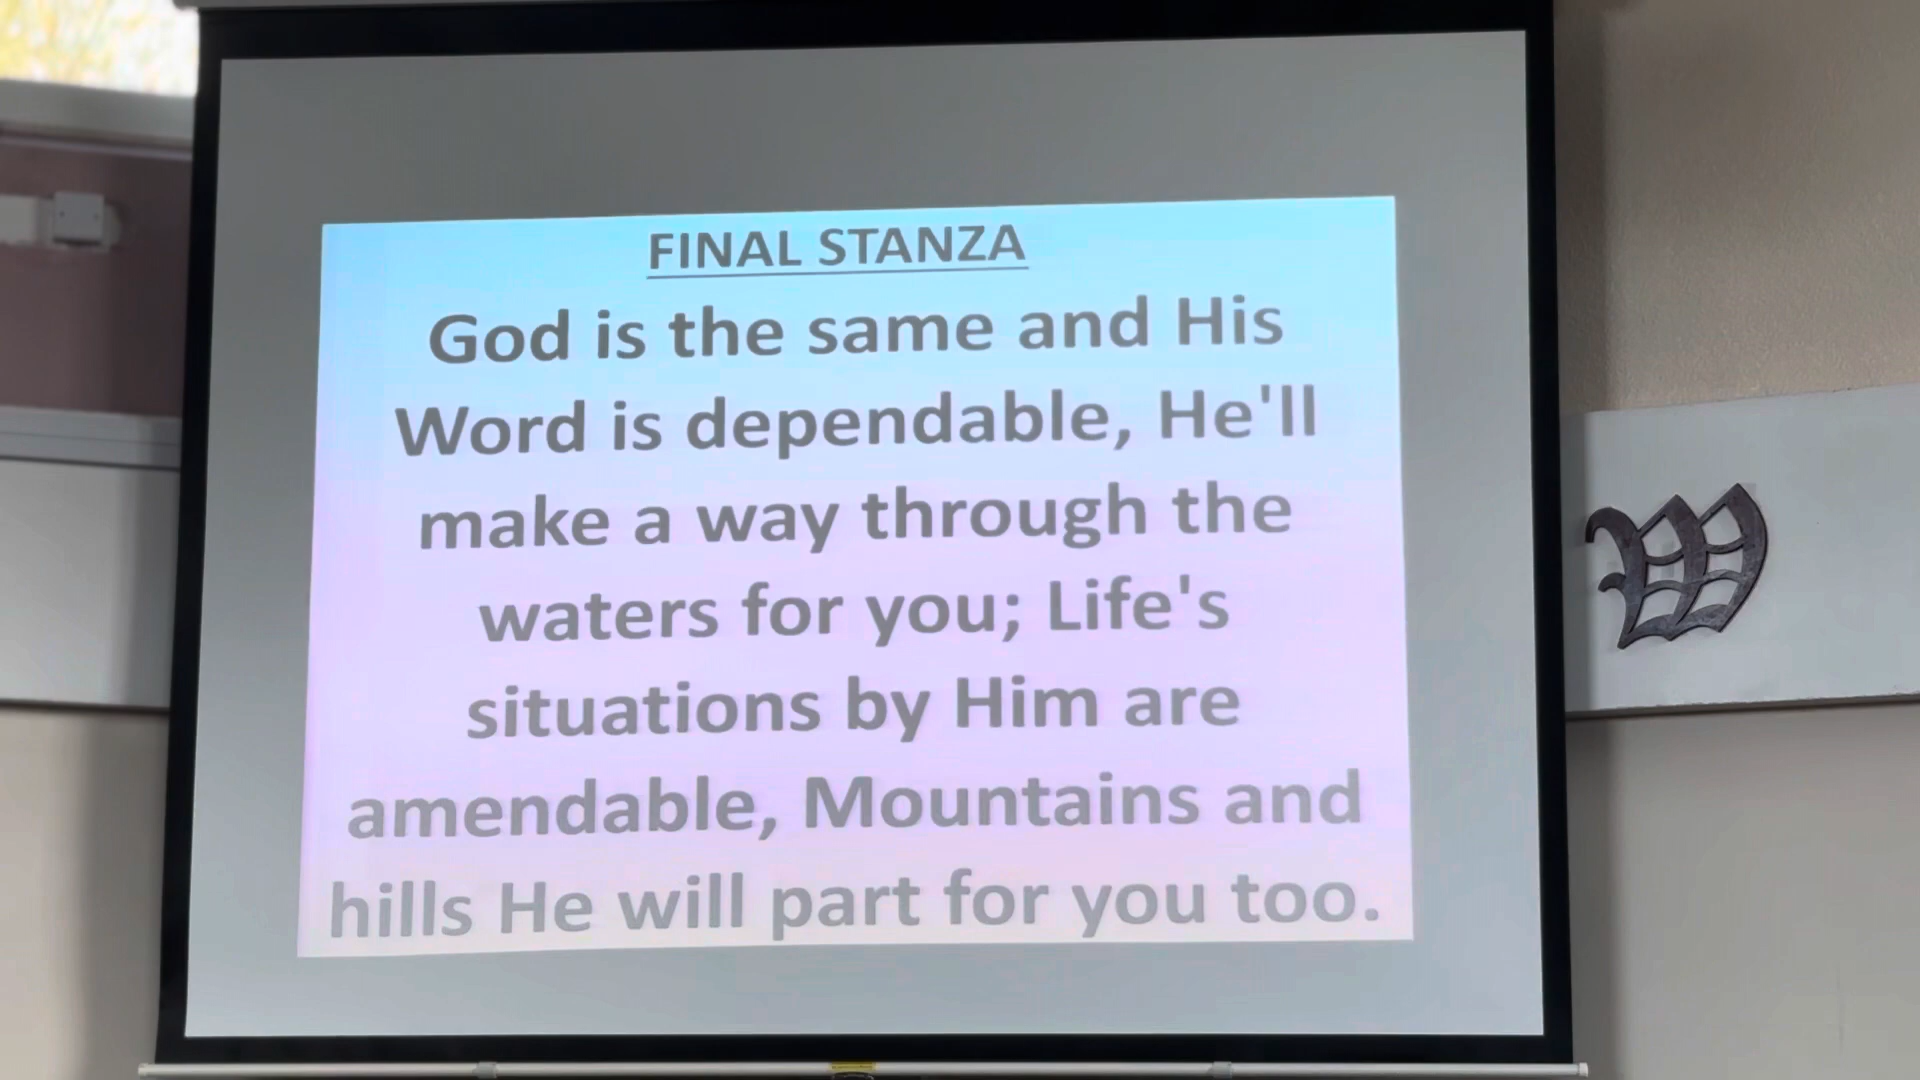 FINAL STANZA
God is the same and His
Word is dependable, He'll
make a way through the
waters for you; Life's
situations by Him are
amendable, Mountains and
hills He will part for you too.
W